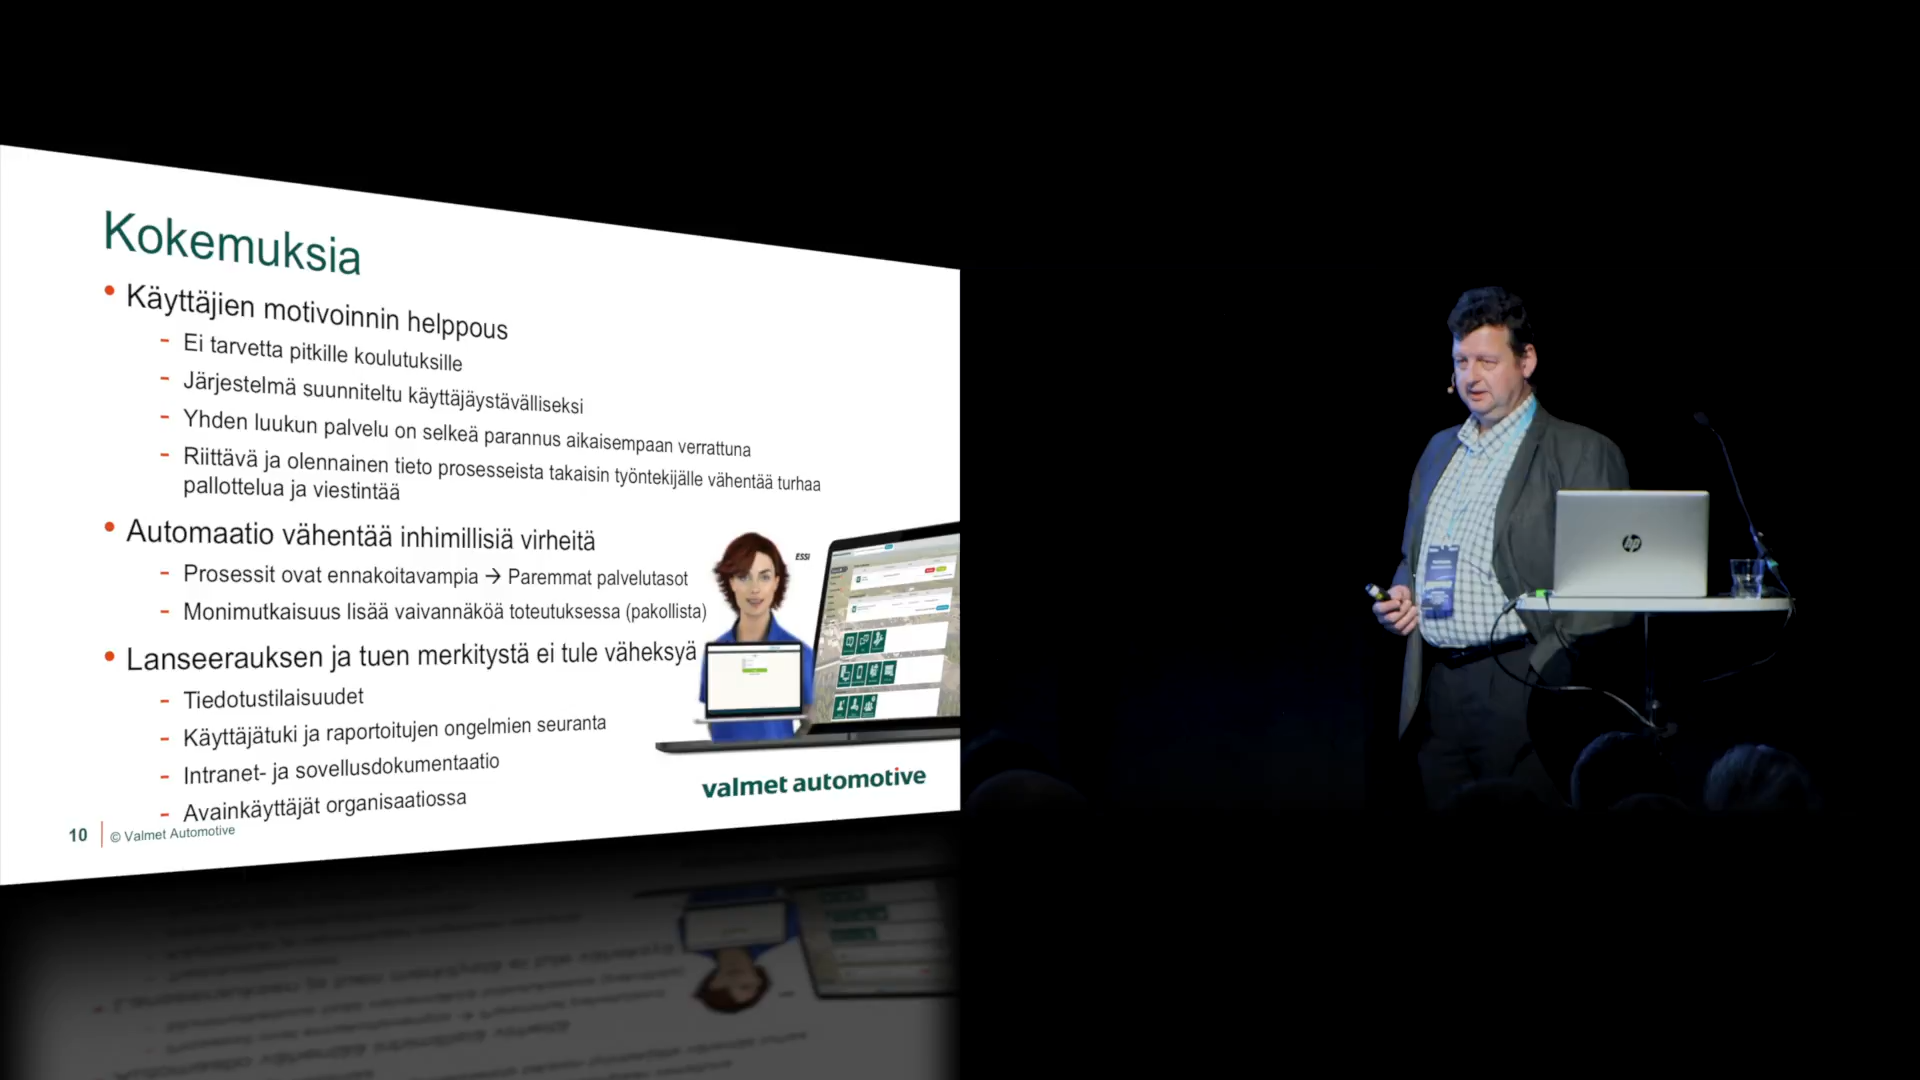 Kokemuksia
• Käyttäjien motivoinnin helppous
- Ei tarvetta pitkille koulutuksille
- Järjestelmä suunniteltu käyttäjäystävälliseksi
- Yhden luukun palvelu on selkeä parannus aikaisempaan verrattuna
- Riittävä ja olennainen tieto prosesseista takaisin työntekijälle vähentää turhaa
pallottelua ja viestintää
• Automaatio vähentää inhimillisiä virheitä
- Prosessit ovat ennakoitavampia → Paremmat palvelutasot
- Monimutkaisuus lisää vaivannäköä toteutuksessa (pakollista)
• Lanseerauksen ja tuen merkitystä ei tule väheksyä
- Tiedotustilaisuudet
- Käyttäjätuki ja raportoitujen ongelmien seuranta
- Intranet- ja sovellusdokumentaatio
- Avainkäyttäjät organisaatiossa
ESSI
valmet automotive
10
© Valmet Automotive
hp